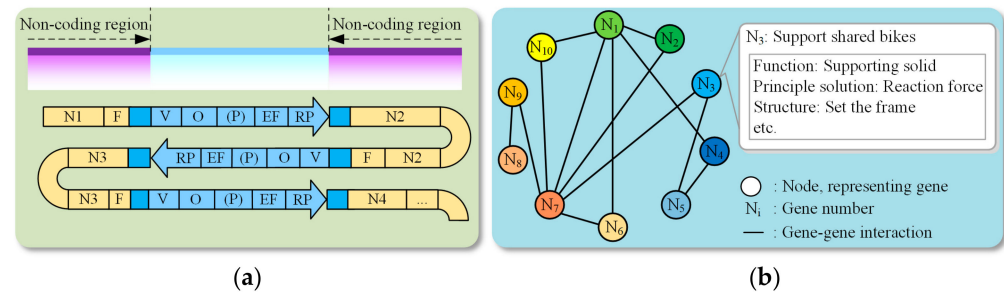 Non-coding region
Non-coding region
N1 F V O (P) EF RP N2
N3 RP EF (P) O V F N2
N3 F V O (P) EF RP N4 ...
(a)
N1
N2
N10
N3
N9
N4
N8
N7
N5
N6
N3: Support shared bikes
Function: Supporting solid
Principle solution: Reaction force
Structure: Set the frame
etc.
: Node, representing gene
Ni : Gene number
: Gene-gene interaction
(b)